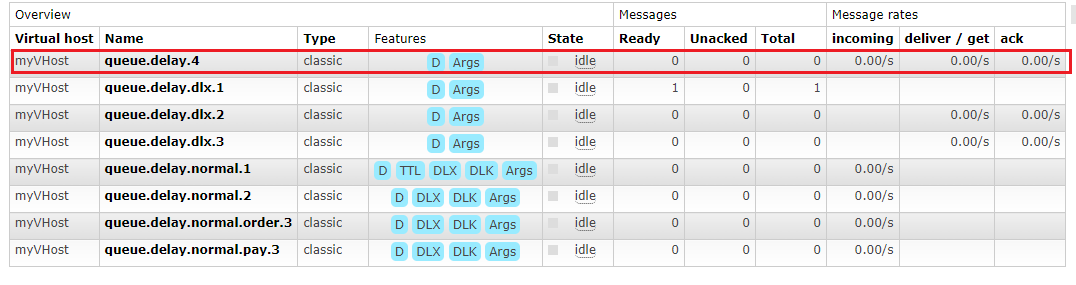 Overview Messages Message rates
Virtual host Name Type Features State Ready Unacked Total incoming deliver / get ack
myVHost queue.delay.4 classic D Args idle 0 0 0 0.00/s 0.00/s 0.00/s
myVHost queue.delay.dlx.1 classic D Args idle 1 0 1
myVHost queue.delay.dlx.2 classic D Args idle 0 0 0 0.00/s 0.00/s
myVHost queue.delay.dlx.3 classic D Args idle 0 0 0 0.00/s 0.00/s
myVHost queue.delay.normal.1 classic D TTL DLX DLK Args idle 0 0 0 0.00/s
myVHost queue.delay.normal.2 classic D DLX DLK Args idle 0 0 0 0.00/s
myVHost queue.delay.normal.order.3 classic D DLX DLK Args idle 0 0 0 0.00/s
myVHost queue.delay.normal.pay.3 classic D DLX DLK Args idle 0 0 0 0.00/s